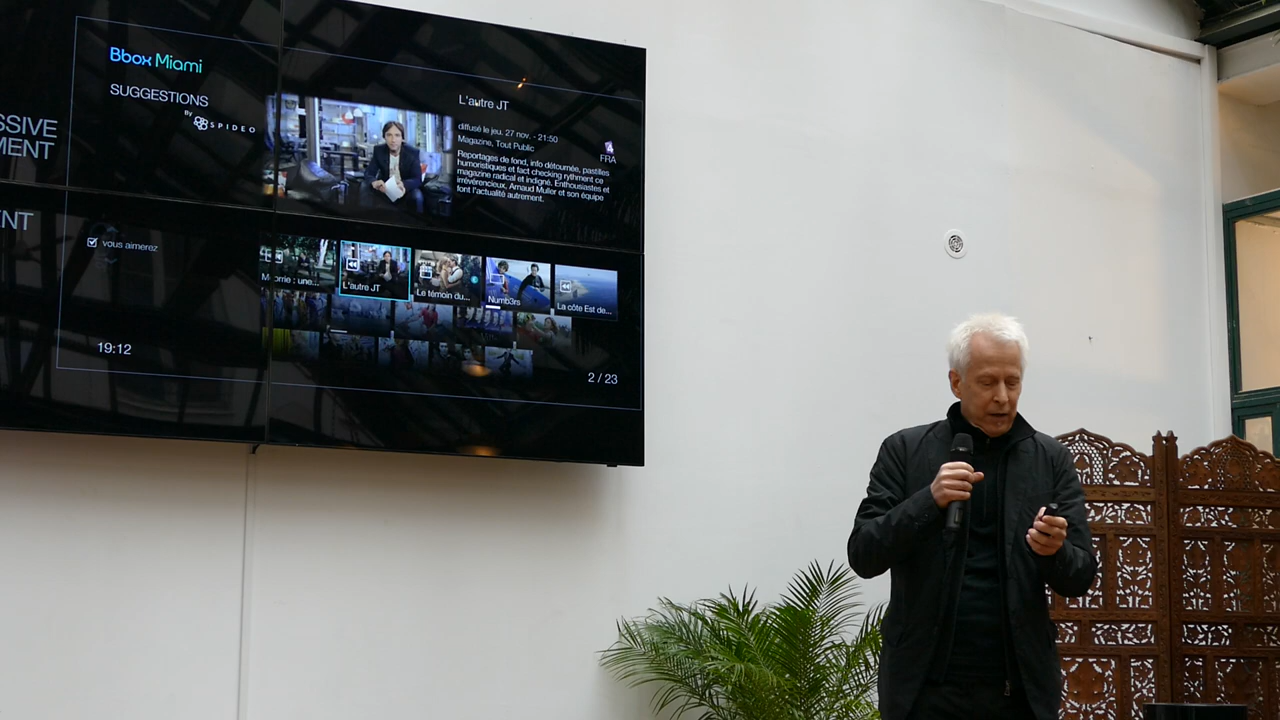 Bbox Miami
SUGGESTIONS
By SPIDEO
SSIVE
MENT
ENT
L'autre JT
diffusé le jeu. 27 nov. - 21:50
Magazine, Tout Public
FRA
Reportages de fond, info détournée, pastilles
humoristiques et fact checking rythment ce
magazine radical et indigné. Enthousiastes et
irrévérencieux, Arnaud Muller et son équipe
font l'actualité autrement.
vous aimerez
L'autre JT
Le témoin du...
Numb3rs
La côte Est de...
19:12
2 / 23